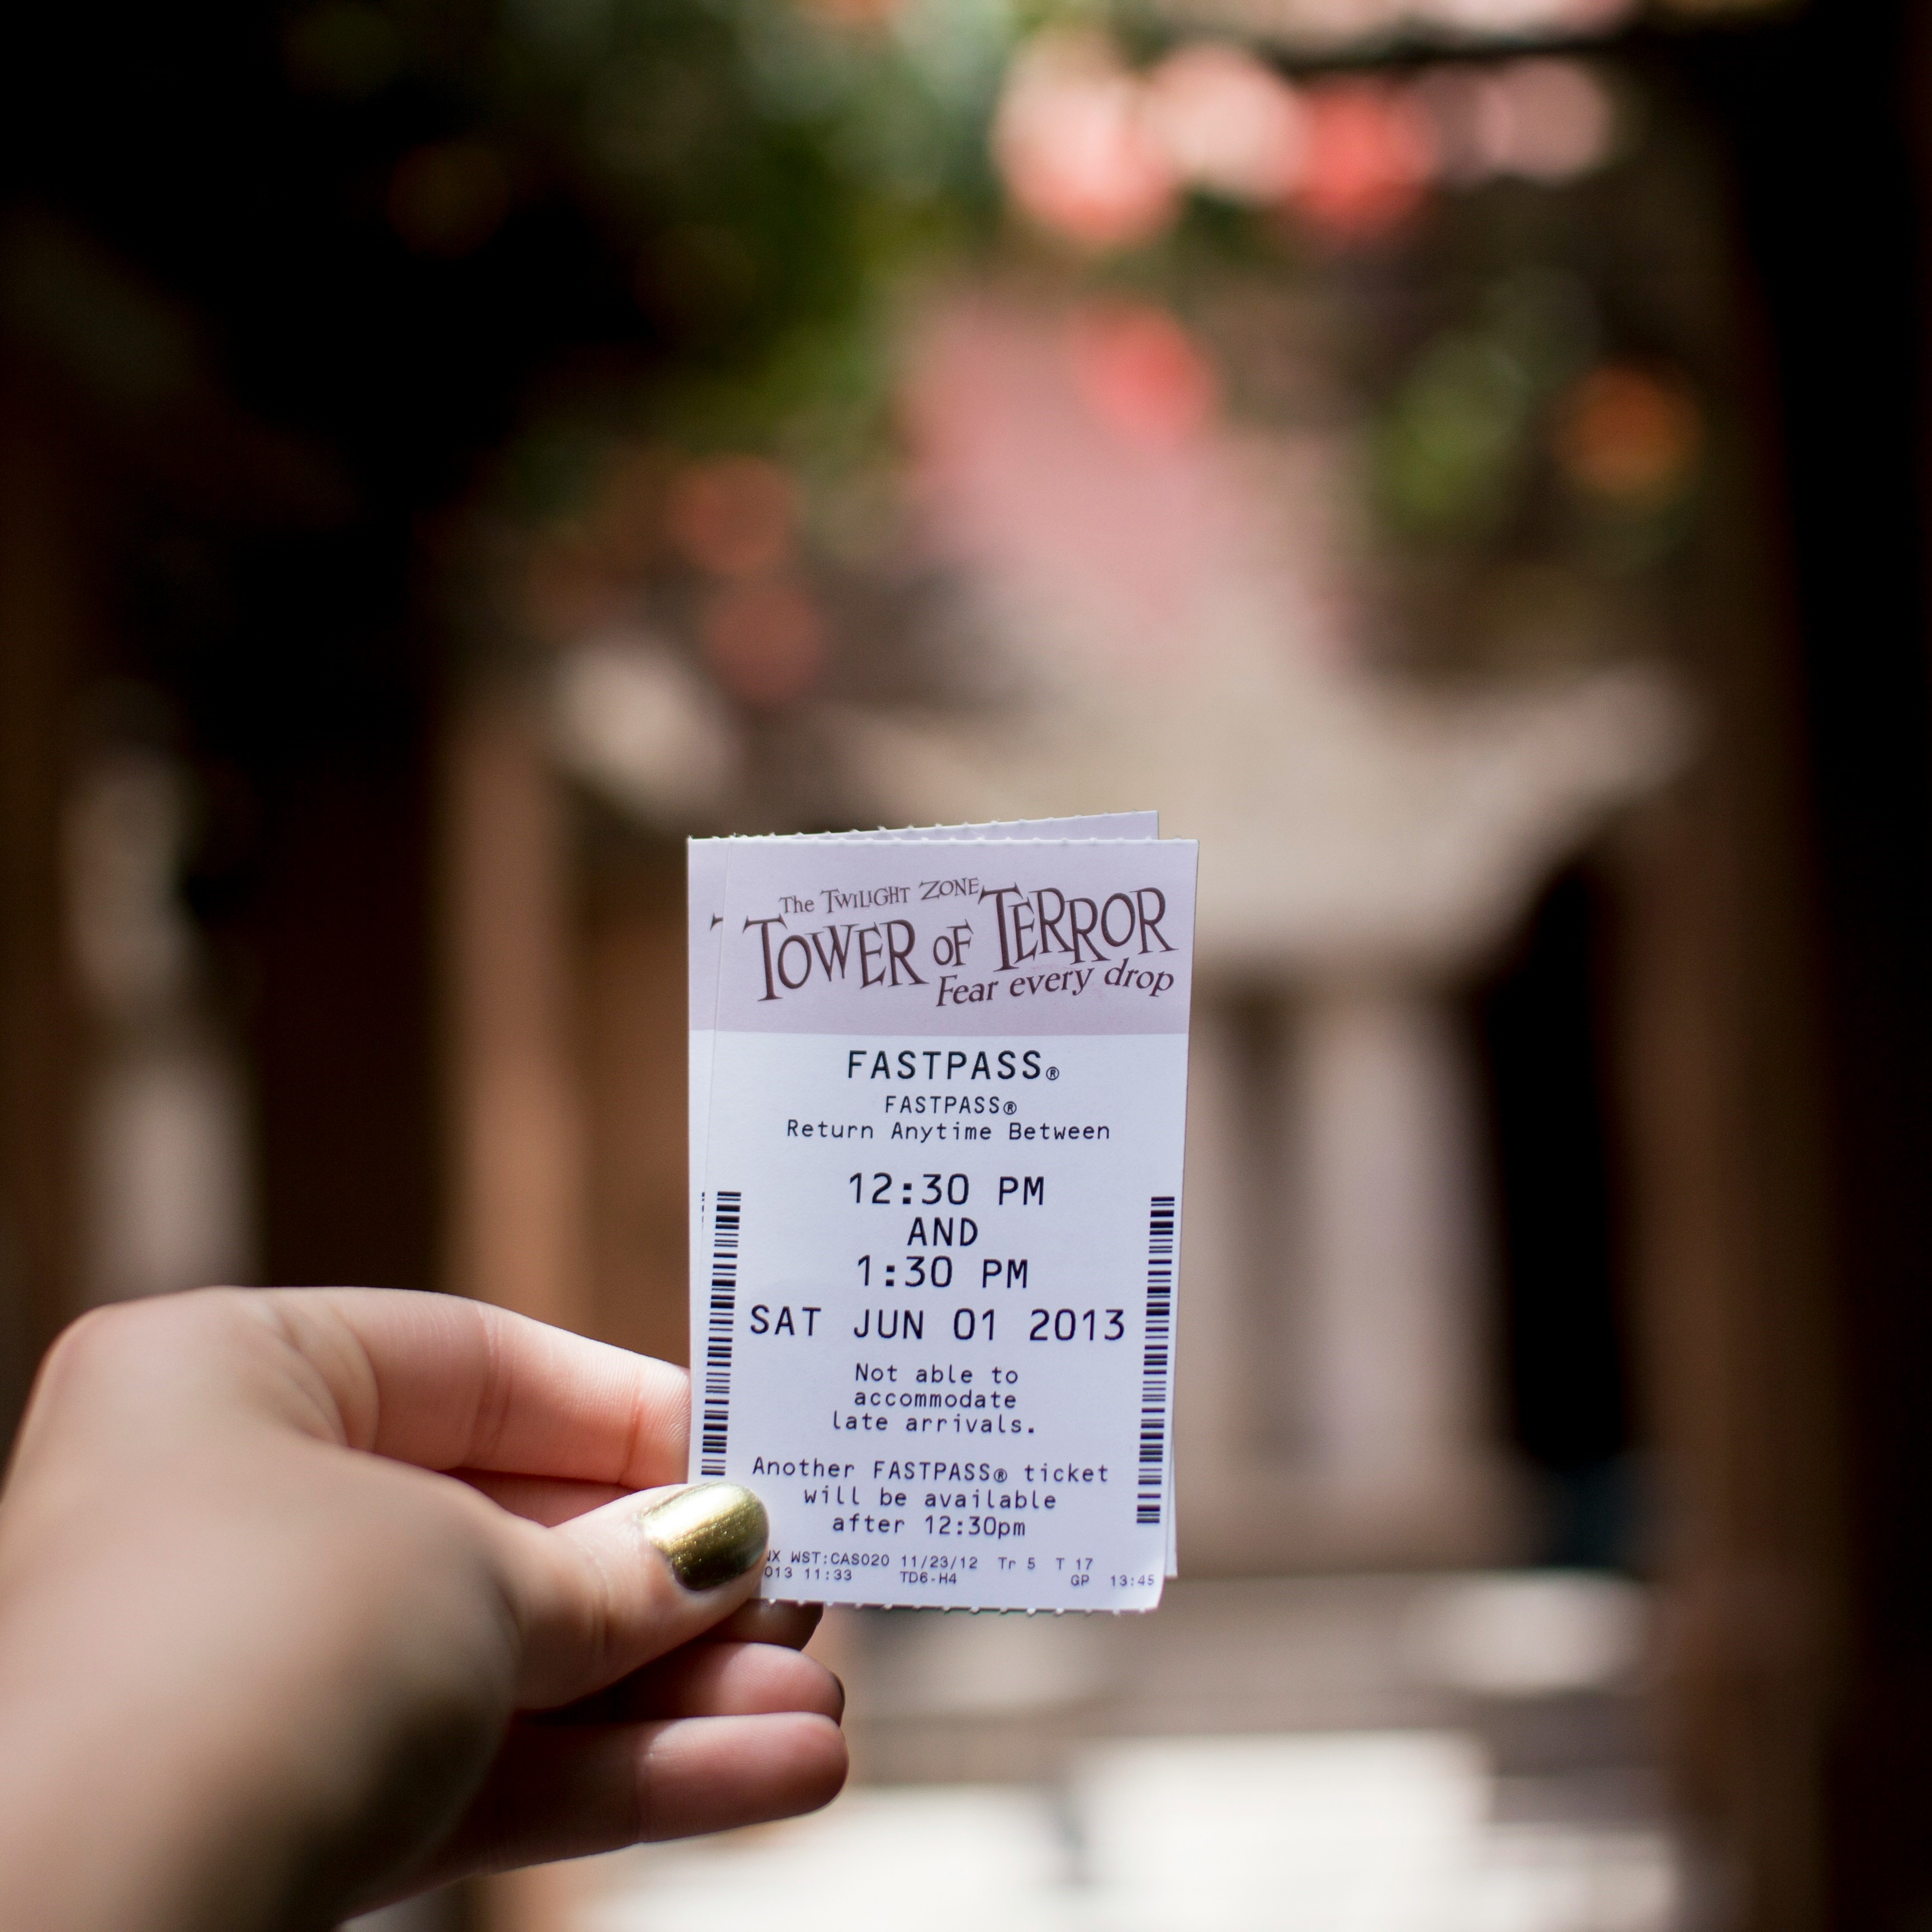 The TWILIGHT ZONE
TOWER OF TERROR
Fear every drop
FASTPASS®
FASTPASS®
Return Anytime Between
12:30 PM
AND
1:30 PM
SAT JUN 01 2013
Not able to
accommodate
late arrivals.
Another FASTPASS® ticket
will be available
after 12:30pm
WST:CAS020 11/23/12 Tr 5 T 17
013 11:33 TD6-H4 GP 13:45